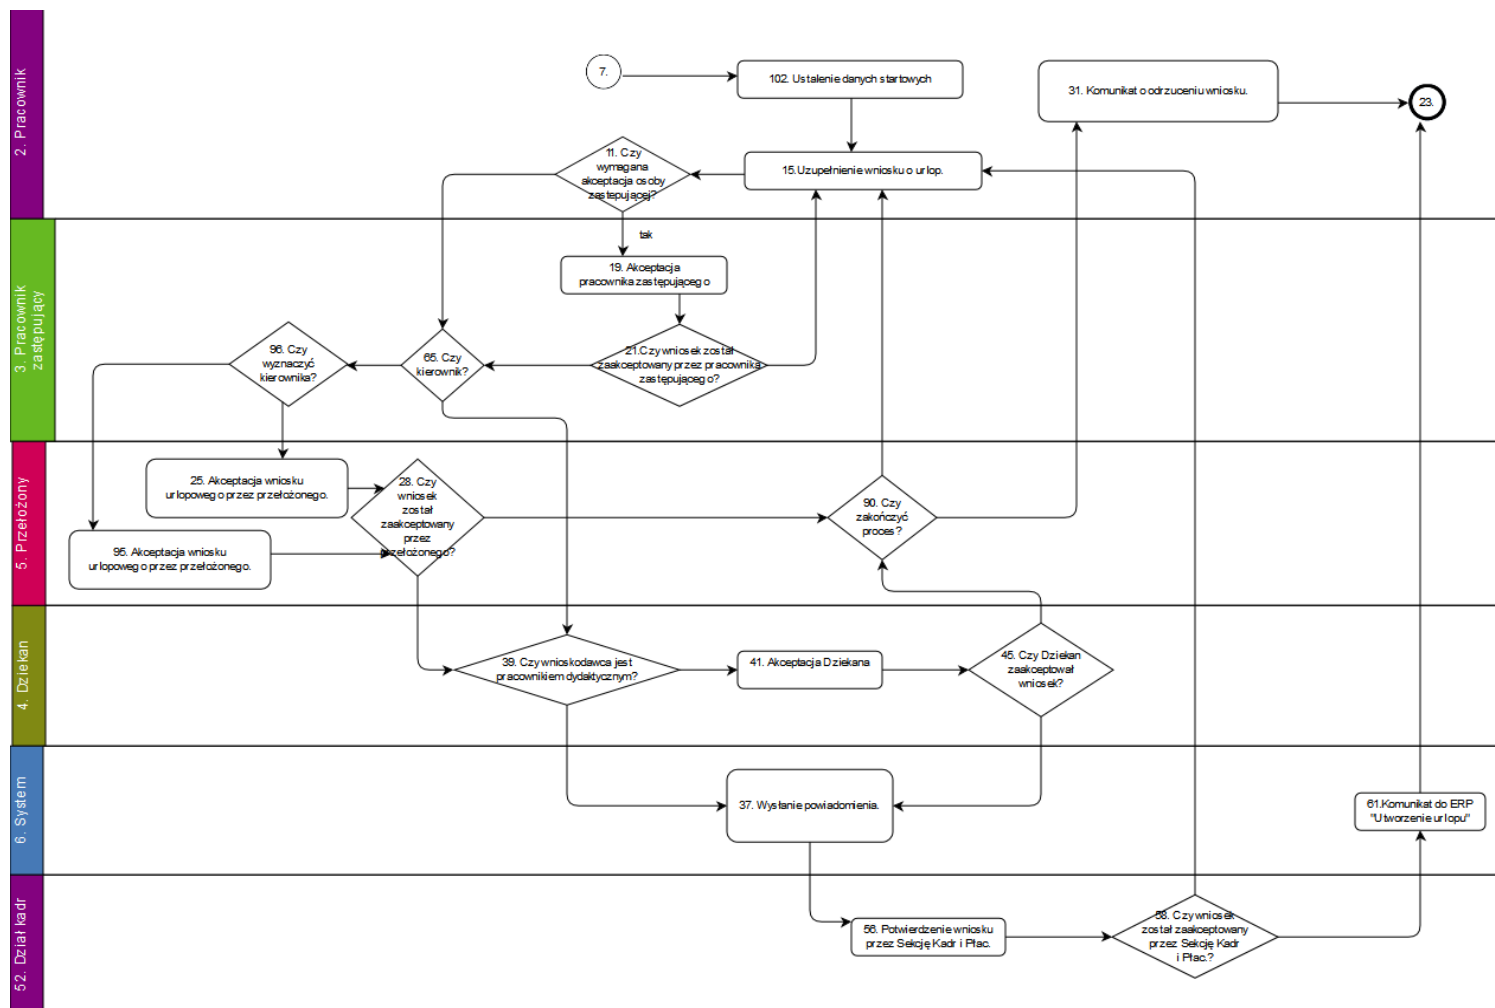 2. Pracownik
7.
102. Ustalenie danych startowych
31. Komunikat o odrzuceniu wniosku.
23.
11. Czy
wymagana
akceptacja osoby
zastepującej?
15.Uzupełnienie wniosku o urlop.
tak
3. Pracownik
zastępujący
19. Akceptacja
pracownika zastępującego
96. Czy
wyznaczyć
kierownika?
65. Czy
kierownik?
21.Czy wniosek został
zaakceptowany przez pracownika
zastępującego?
5. Przełożony
25. Akceptacja wniosku
urlopowego przez przełożonego.
28. Czy
wniosek
został
zaakceptowany
przez
przełożonego?
90. Czy
zakończyć
proces?
95. Akceptacja wniosku
urlopowego przez przełożonego.
4. Dziekan
39. Czy wnioskodawca jest
pracownikiem dydaktycznym?
41. Akceptacja Dziekana
45. Czy Dziekan
zaakceptował
wniosek?
6. System
37. Wysłanie powiadomienia.
61.Komunikat do ERP
"Utworzenie urlopu"
52. Dział kadr
56. Potwierdzenie wniosku
przez Sekcję Kadr i Płac.
58. Czy wniosek
został zaakceptowany
przez Sekcję Kadr
i Płac.?